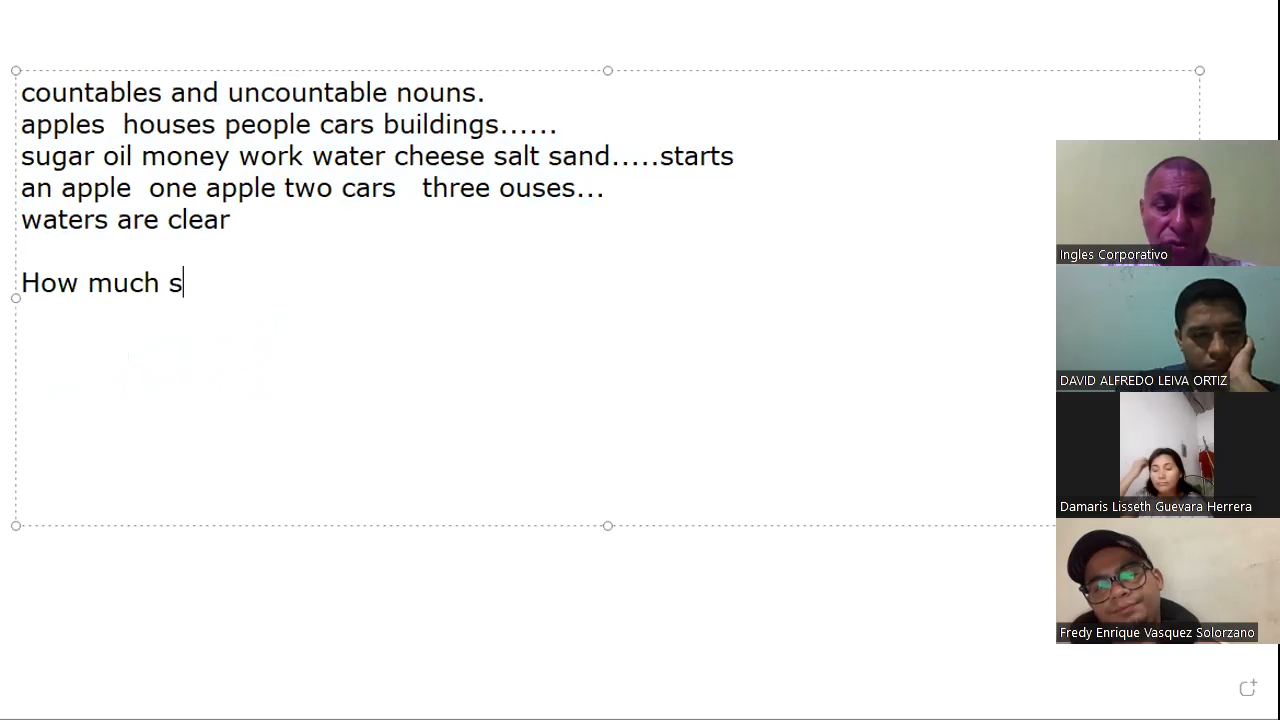 countables and uncountable nouns.
apples  houses people cars buildings......
sugar oil money work water cheese salt sand.....starts
an apple  one apple two cars   three ouses...
waters are clear
How much s
Ingles Corporativo
DAVID ALFREDO LEIVA ORTIZ
Damaris Lisseth Guevara Herrera
Fredy Enrique Vasquez Solorzano